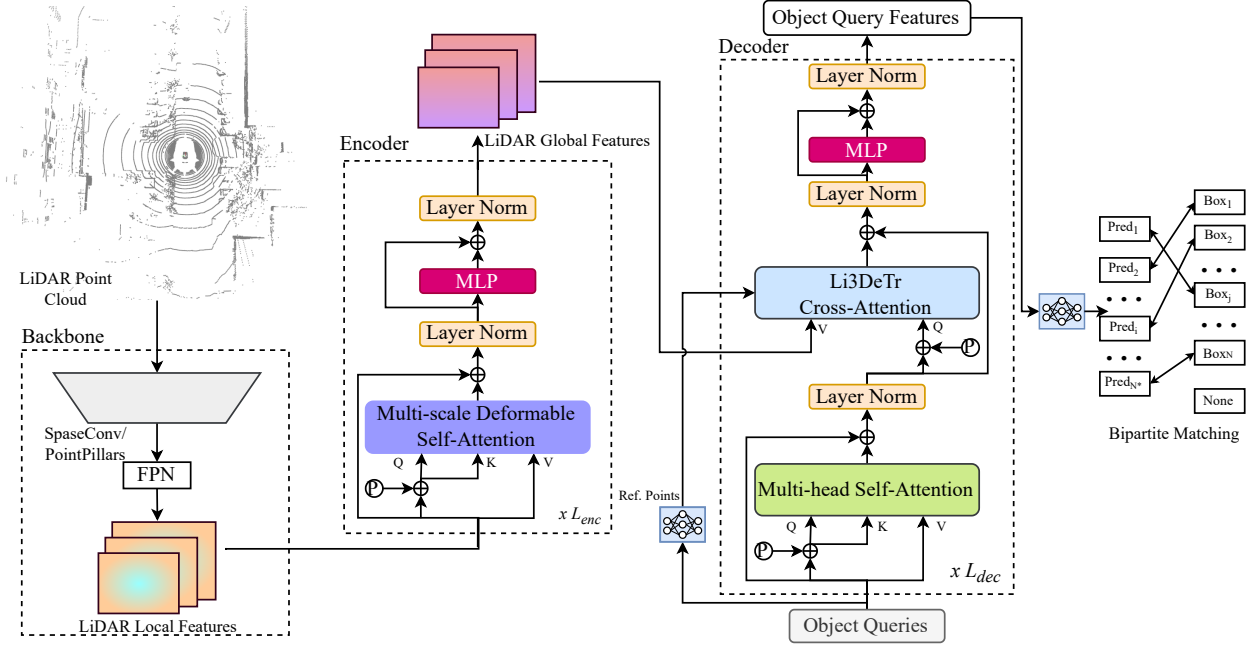 LiDAR Point
Cloud
Backbone
SpaseConv/
PointPillars
FPN
LiDAR Local Features
Encoder
LiDAR Global Features
Layer Norm
MLP
Layer Norm
Multi-scale Deformable
Self-Attention
Q K V
P
x L_enc
Object Query Features
Decoder
Layer Norm
MLP
Layer Norm
Li3DeTr
Cross-Attention
V Q
P
Layer Norm
Multi-head Self-Attention
Q K V
P
x L_dec
Ref. Points
Object Queries
Pred_1
Pred_2
• • •
Pred_i
• • •
Pred_N*
Box_1
Box_2
• • •
Box_j
• • •
Box_N
None
Bipartite Matching